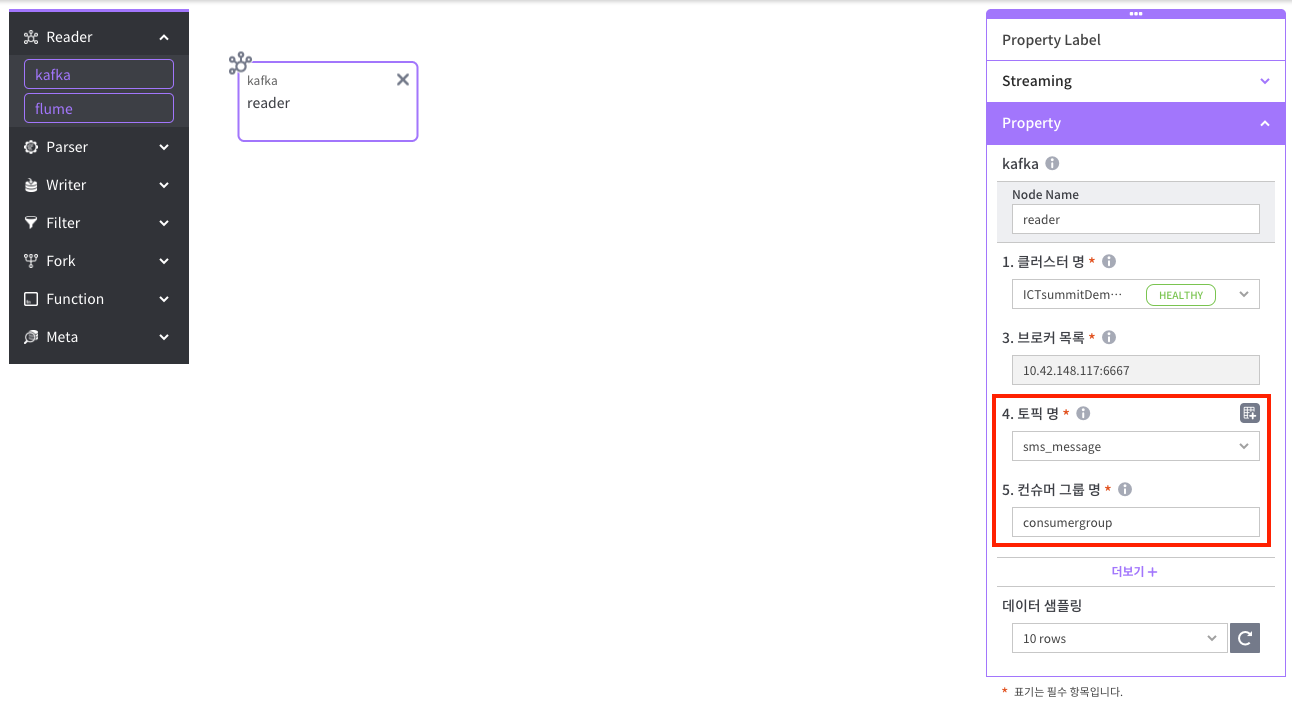 Reader
kafka
flume
Parser
Writer
Filter
Fork
Function
Meta
kafka
reader
Property Label
Streaming
Property
kafka
Node Name
reader
1. 클러스터 명 *
ICTsummitDem… HEALTHY
3. 브로커 목록 *
10.42.148.117:6667
4. 토픽 명 *
sms_message
5. 컨슈머 그룹 명 *
consumergroup
더보기 +
데이터 샘플링
10 rows
* 표기는 필수 항목입니다.